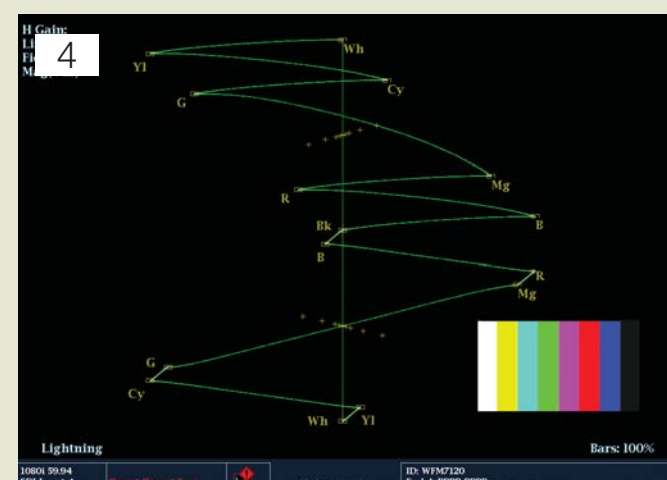 H Gain:
4
Wh
Yl
Cy
G
Mg
R
B
Bk
B
R
Mg
G
Cy
Wh Yl
Lightning
Bars: 100%
1080i 59.94
ID: WFM7120